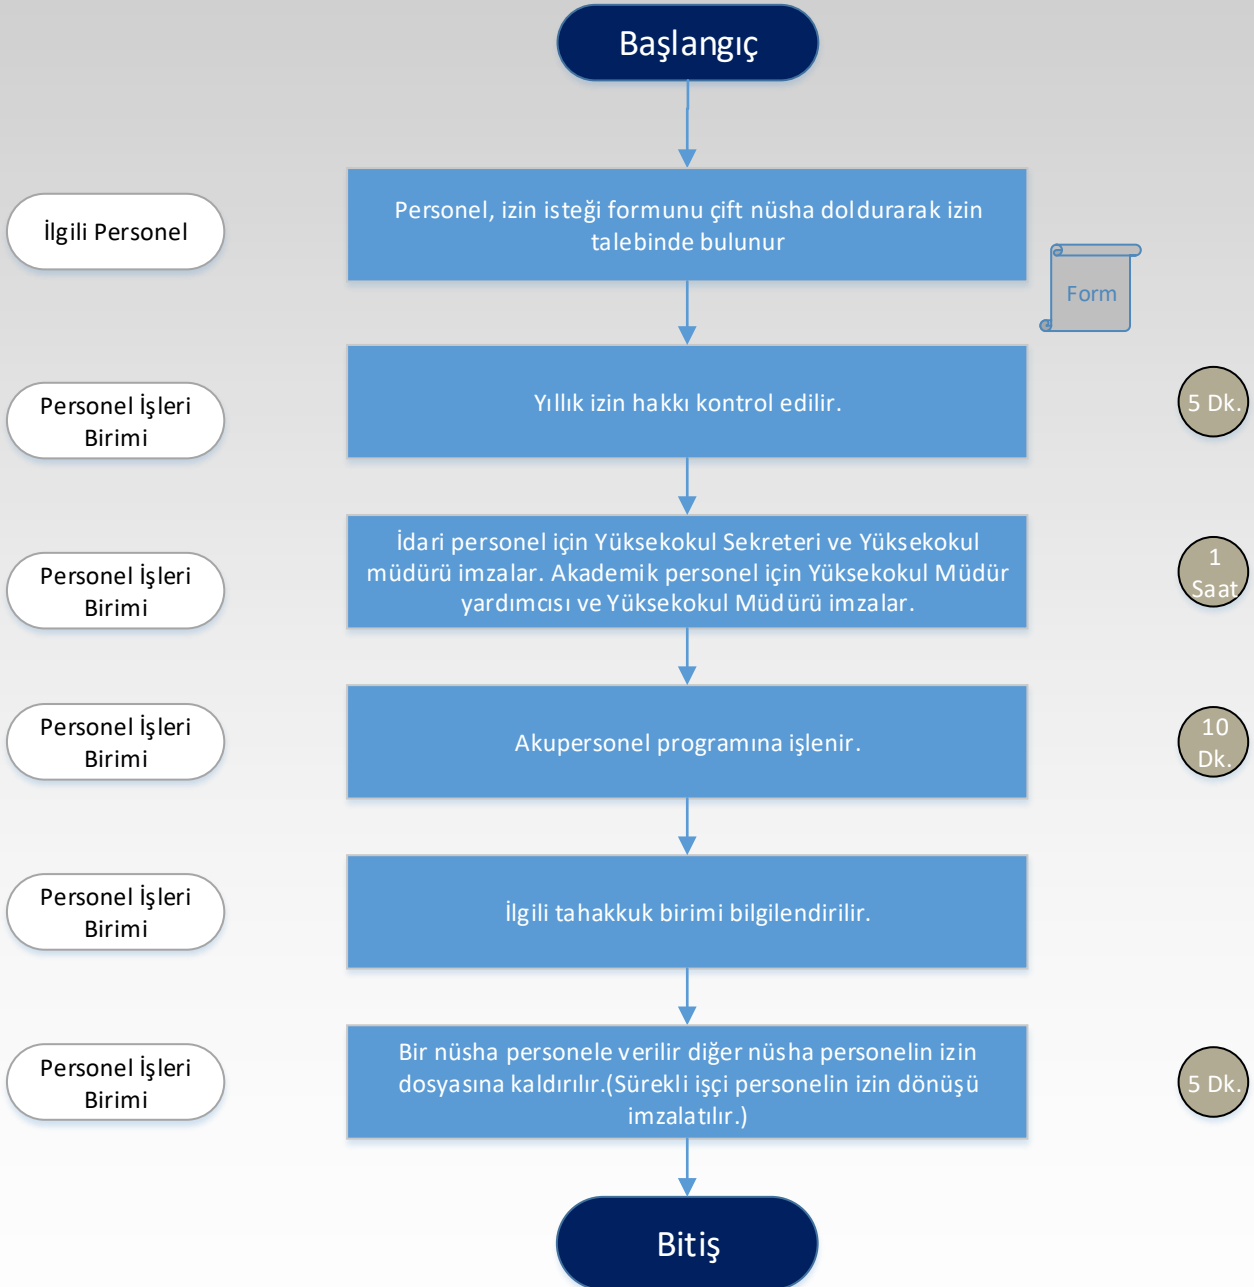 Başlangıç
İlgili Personel
Personel, izin isteği formunu çift nüsha doldurarak izin
talebinde bulunur
Form
Personel İşleri
Birimi
Yıllık izin hakkı kontrol edilir.
5 Dk.
Personel İşleri
Birimi
İdari personel için Yüksekokul Sekreteri ve Yüksekokul
müdürü imzalar. Akademik personel için Yüksekokul Müdür
yardımcısı ve Yüksekokul Müdürü imzalar.
1
Saat
Personel İşleri
Birimi
Akupersonel programına işlenir.
10
Dk.
Personel İşleri
Birimi
İlgili tahakkuk birimi bilgilendirilir.
Personel İşleri
Birimi
Bir nüsha personele verilir diğer nüsha personelin izin
dosyasına kaldırılır.(Sürekli işçi personelin izin dönüşü
imzalatılır.)
5 Dk.
Bitiş